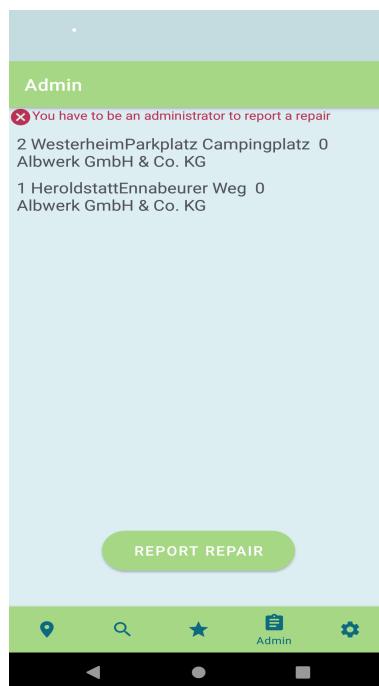 Admin
You have to be an administrator to report a repair
2 WesterheimParkplatz Campingplatz  0
Albwerk GmbH & Co. KG
1 HeroldstattEnnabeurer Weg  0
Albwerk GmbH & Co. KG
REPORT REPAIR
Admin